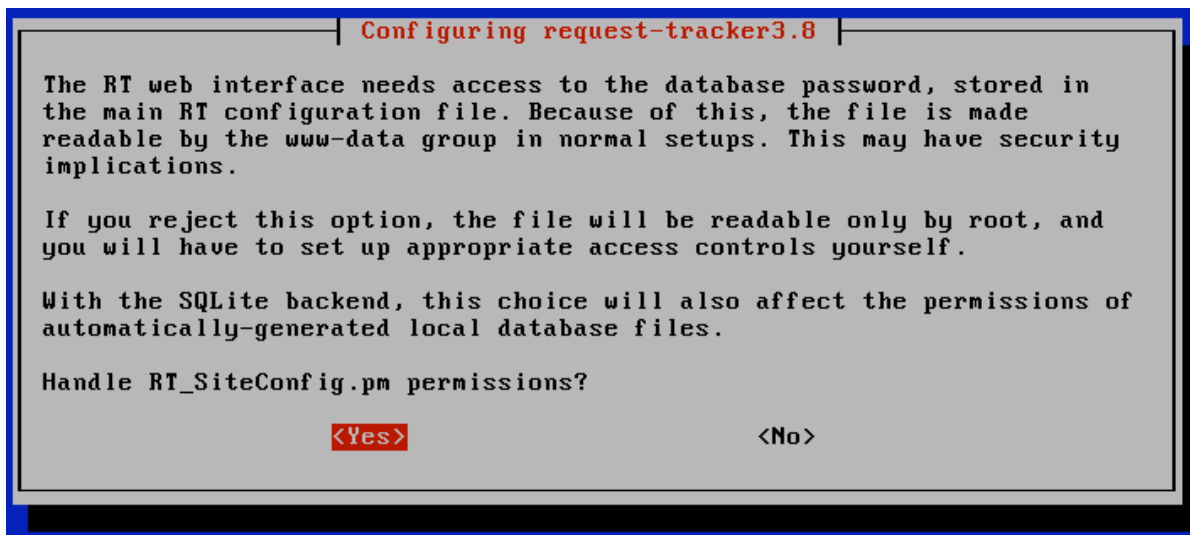 Configuring request-tracker3.8
The RT web interface needs access to the database password, stored in
the main RT configuration file. Because of this, the file is made
readable by the www-data group in normal setups. This may have security
implications.
If you reject this option, the file will be readable only by root, and
you will have to set up appropriate access controls yourself.
With the SQLite backend, this choice will also affect the permissions of
automatically-generated local database files.
Handle RT_SiteConfig.pm permissions?
<Yes> <No>